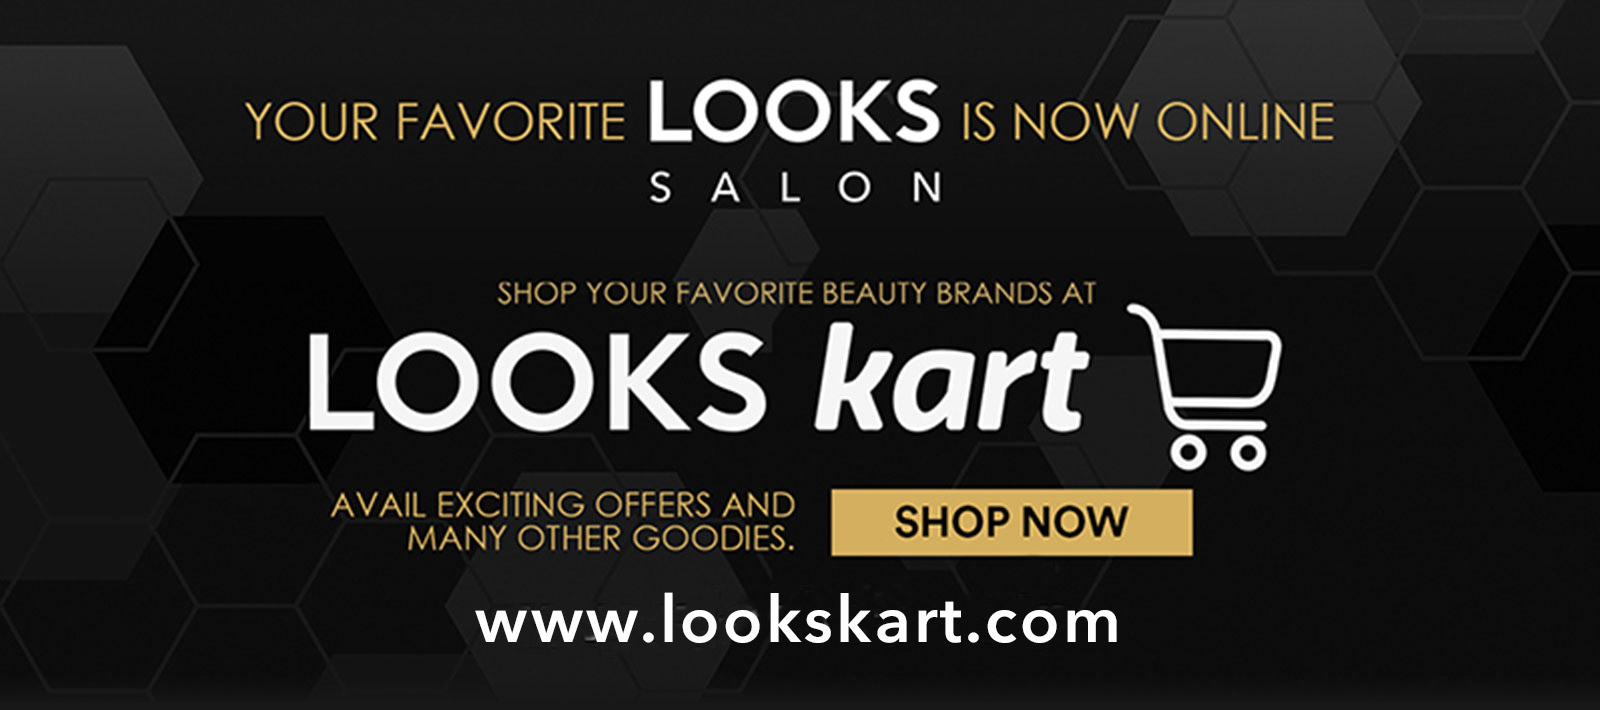 YOUR FAVORITE LOOKS IS NOW ONLINE
SALON
SHOP YOUR FAVORITE BEAUTY BRANDS AT
LOOKS kart
AVAIL EXCITING OFFERS AND
MANY OTHER GOODIES.
SHOP NOW
www.lookskart.com